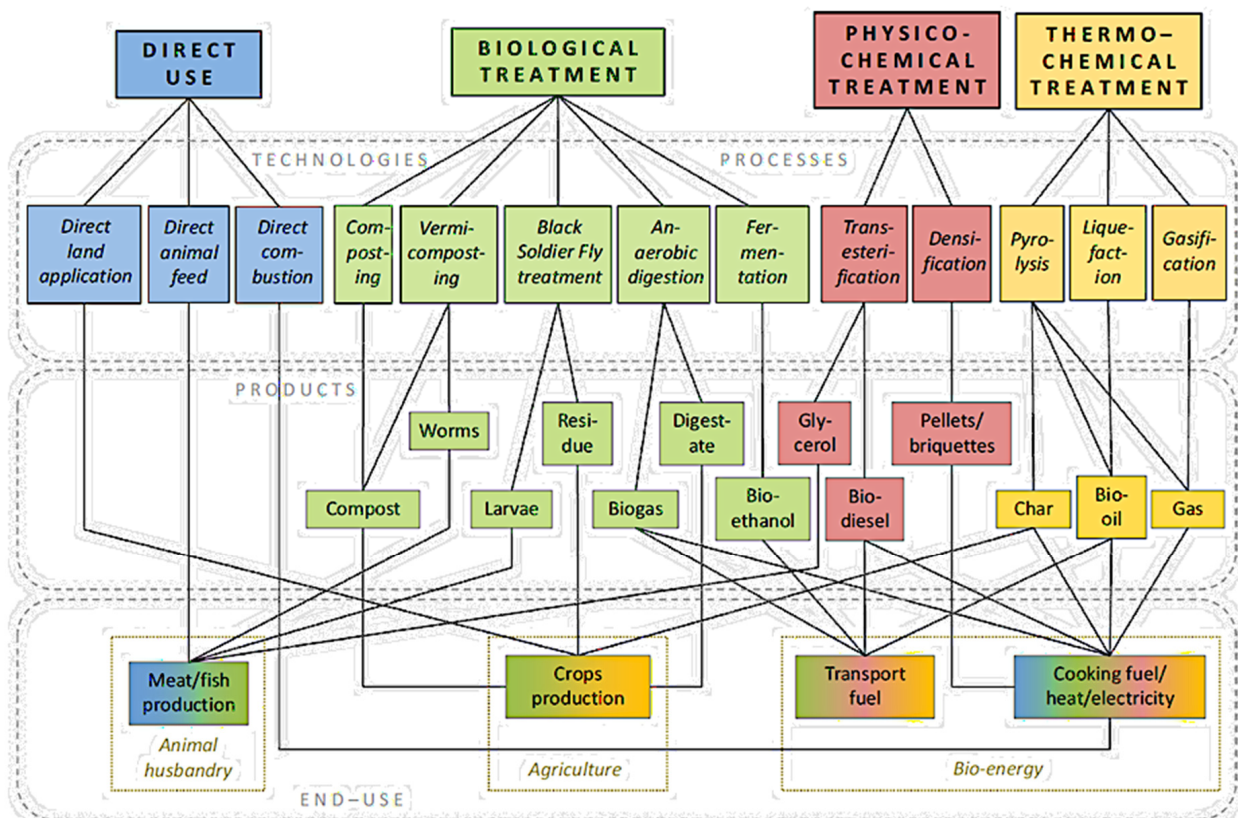 DIRECT
USE
BIOLOGICAL
TREATMENT
PHYSICO-
CHEMICAL
TREATMENT
THERMO–
CHEMICAL
TREATMENT
TECHNOLOGIES
PROCESSES
Direct
land
application
Direct
animal
feed
Direct
com-
bustion
Com-
post-
ing
Vermi-
compost-
ing
Black
Soldier Fly
treatment
An-
aerobic
digestion
Fer-
men-
tation
Trans-
esteri-
fication
Densi-
fication
Pyro-
lysis
Lique-
fact-
ion
Gasifi-
cation
PRODUCTS
Worms
Resi-
due
Digest-
ate
Gly-
cerol
Pellets/
briquettes
Compost
Larvae
Biogas
Bio-
ethanol
Bio-
diesel
Char
Bio-
oil
Gas
Meat/fish
production
Crops
production
Transport
fuel
Cooking fuel/
heat/electricity
Animal
husbandry
Agriculture
Bio-energy
END–USE